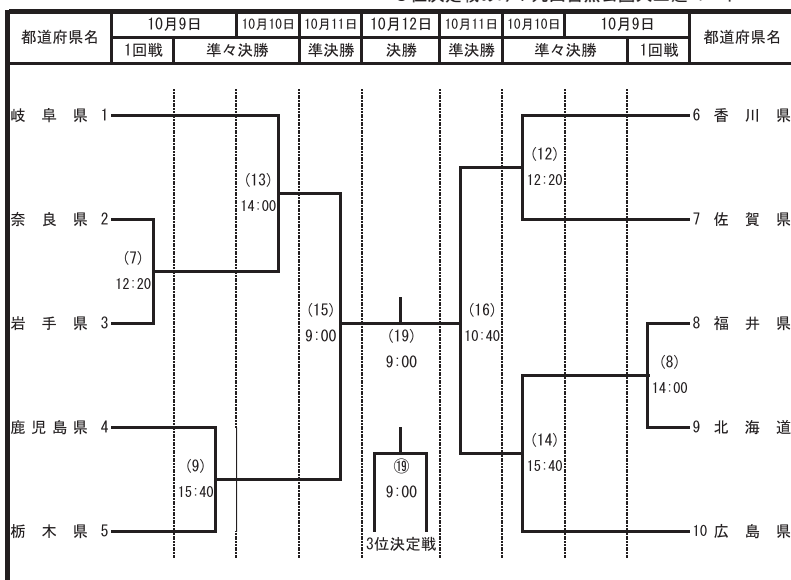 都道府県名 10月9日 10月10日 10月11日 10月12日 10月11日 10月10日 10月9日 都道府県名
1回戦 準々決勝 準決勝 決勝 準決勝 準々決勝 1回戦
岐阜県 1 6 香川県
(12)
(13) 12:20
14:00
奈良県 2 7 佐賀県
(7)
12:20
(15) (16)
岩手県 3 8 福井県
9:00 (19) 10:40
9:00 (8)
14:00
鹿児島県 4 9 北海道
(14)
(9) ⑲ 15:40
15:40 9:00
栃木県 5 10 広島県
3位決定戦